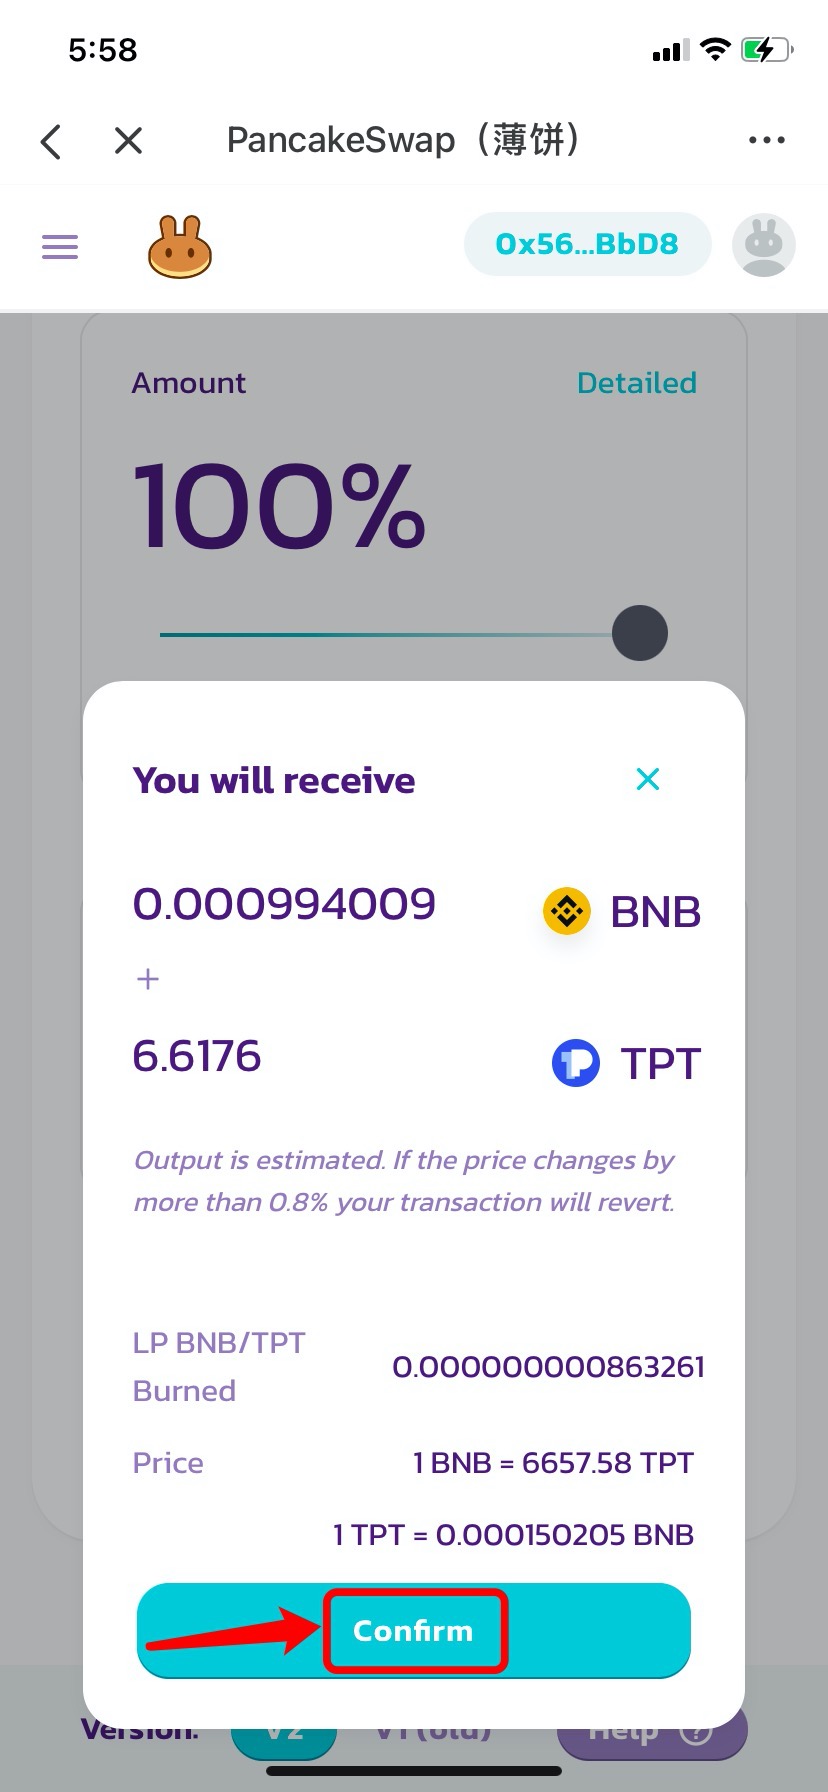 5:58
PancakeSwap（薄饼）
0x56...BbD8
Amount
Detailed
100%
You will receive
0.000994009
BNB
+
6.6176
TPT
Output is estimated. If the price changes by
more than 0.8% your transaction will revert.
LP BNB/TPT
Burned
0.000000000863261
Price
1 BNB = 6657.58 TPT
1 TPT = 0.000150205 BNB
Confirm
Version:
V2
V1 (old)
Help ?